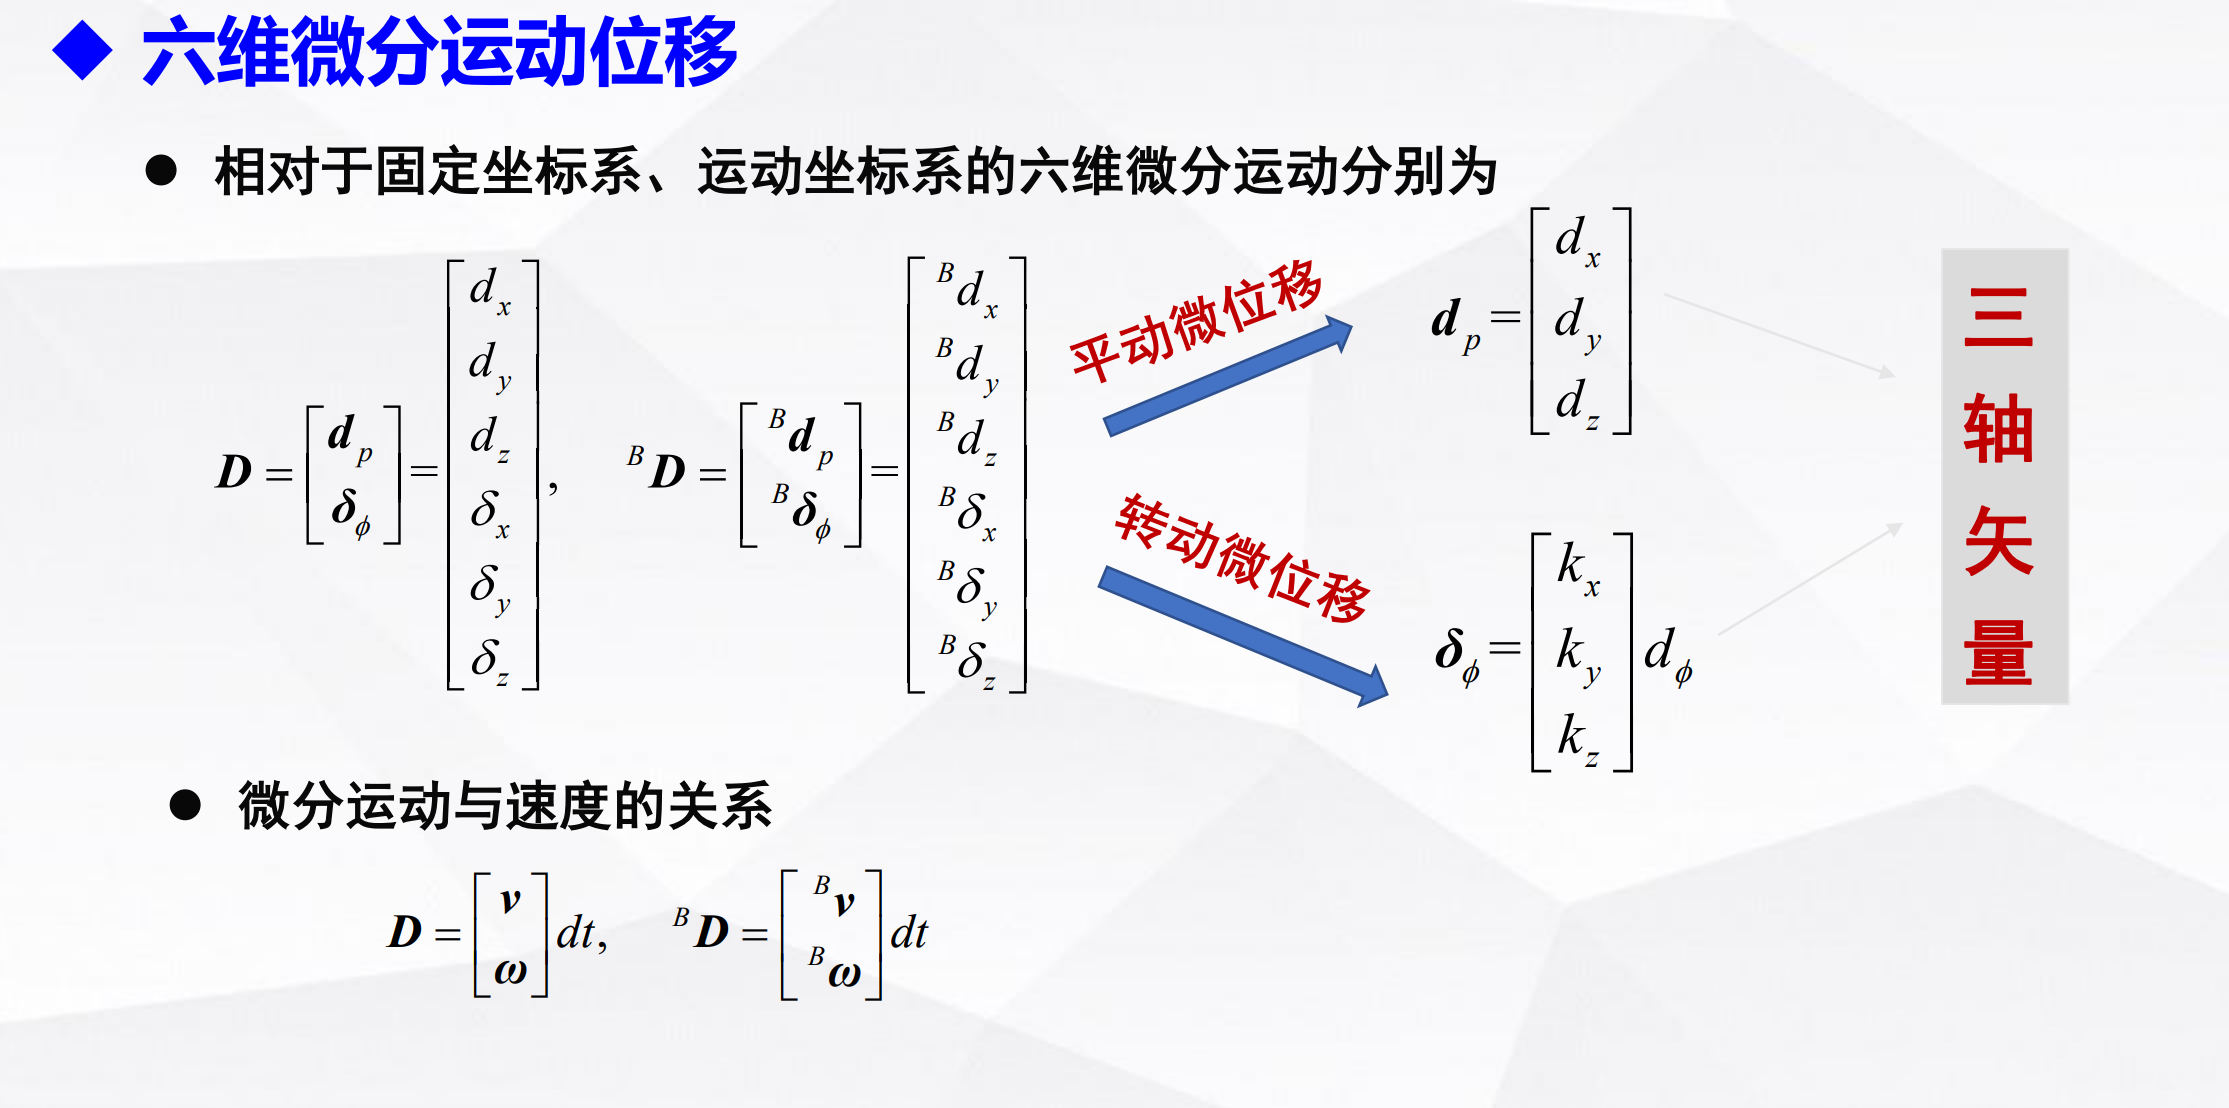 ◆ 六维微分运动位移
● 相对于固定坐标系、运动坐标系的六维微分运动分别为
$\boldsymbol{D}=\begin{bmatrix}\boldsymbol{d}_p\\ \boldsymbol{\delta}_\phi\end{bmatrix}=\begin{bmatrix}d_x\\ d_y\\ d_z\\ \delta_x\\ \delta_y\\ \delta_z\end{bmatrix},\quad {}^B\boldsymbol{D}=\begin{bmatrix}{}^B\boldsymbol{d}_p\\ {}^B\boldsymbol{\delta}_\phi\end{bmatrix}=\begin{bmatrix}{}^Bd_x\\ {}^Bd_y\\ {}^Bd_z\\ {}^B\delta_x\\ {}^B\delta_y\\ {}^B\delta_z\end{bmatrix}$
平动微位移
$\boldsymbol{d}_p=\begin{bmatrix}d_x\\ d_y\\ d_z\end{bmatrix}$
转动微位移
$\boldsymbol{\delta}_\phi=\begin{bmatrix}k_x\\ k_y\\ k_z\end{bmatrix}d_\phi$
三轴矢量
● 微分运动与速度的关系
$\boldsymbol{D}=\begin{bmatrix}\boldsymbol{v}\\ \boldsymbol{\omega}\end{bmatrix}dt,\quad {}^B\boldsymbol{D}=\begin{bmatrix}{}^B\boldsymbol{v}\\ {}^B\boldsymbol{\omega}\end{bmatrix}dt$